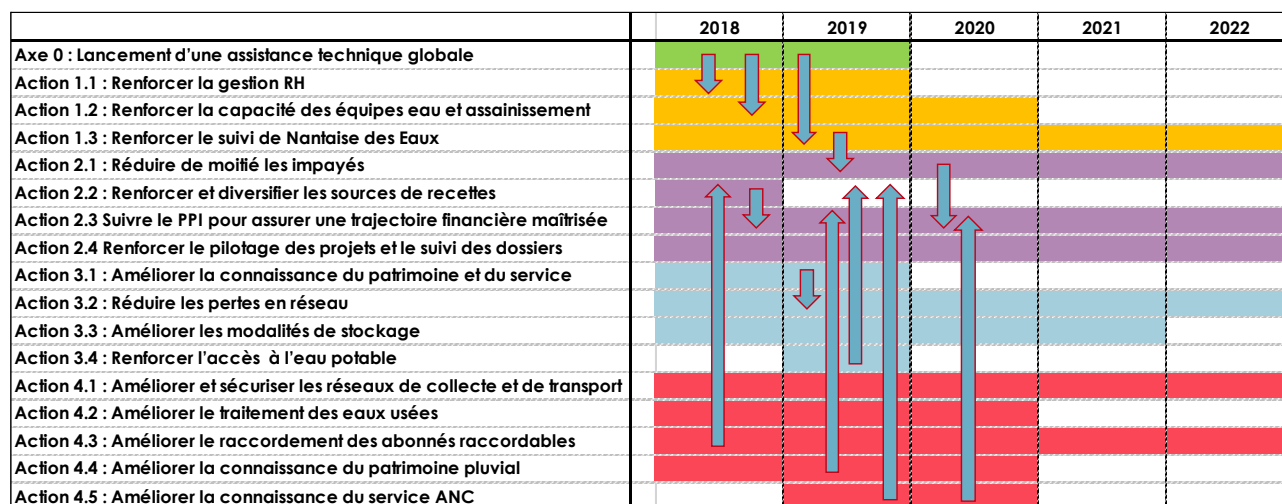 2018 2019 2020 2021 2022
Axe 0 : Lancement d'une assistance technique globale
Action 1.1 : Renforcer la gestion RH
Action 1.2 : Renforcer la capacité des équipes eau et assainissement
Action 1.3 : Renforcer le suivi de Nantaise des Eaux
Action 2.1 : Réduire de moitié les impayés
Action 2.2 : Renforcer et diversifier les sources de recettes
Action 2.3 Suivre le PPI pour assurer une trajectoire financière maîtrisée
Action 2.4 Renforcer le pilotage des projets et le suivi des dossiers
Action 3.1 : Améliorer la connaissance du patrimoine et du service
Action 3.2 : Réduire les pertes en réseau
Action 3.3 : Améliorer les modalités de stockage
Action 3.4 : Renforcer l'accès à l'eau potable
Action 4.1 : Améliorer et sécuriser les réseaux de collecte et de transport
Action 4.2 : Améliorer le traitement des eaux usées
Action 4.3 : Améliorer le raccordement des abonnés raccordables
Action 4.4 : Améliorer la connaissance du patrimoine pluvial
Action 4.5 : Améliorer la connaissance du service ANC